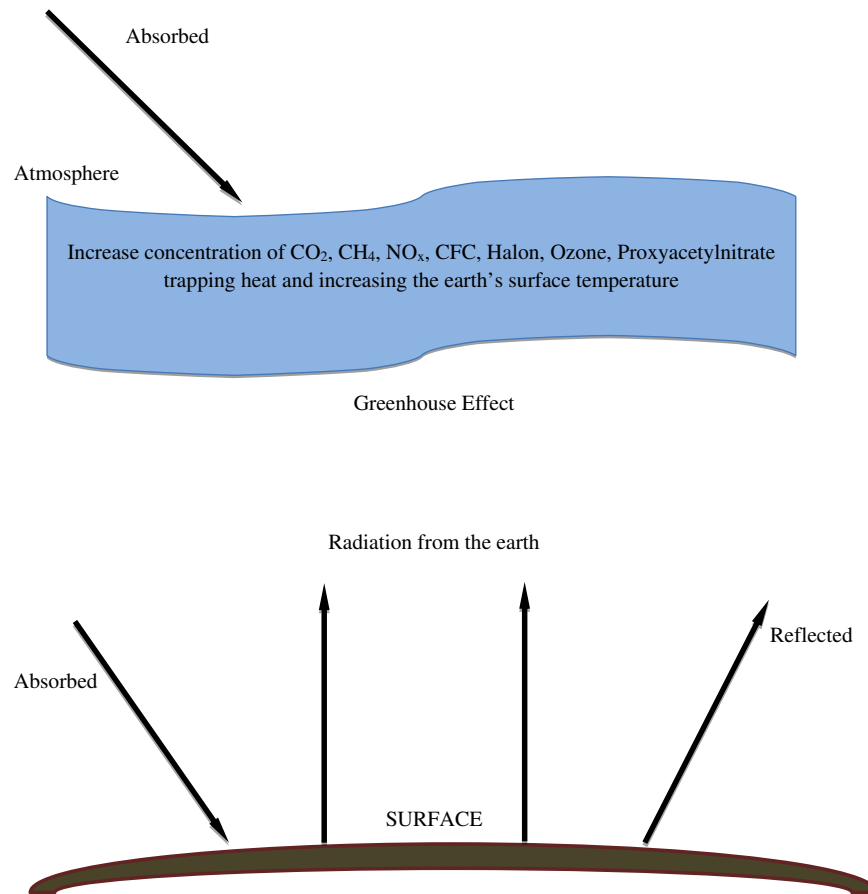 Absorbed
Atmosphere
Increase concentration of CO₂, CH₄, NOₓ, CFC, Halon, Ozone, Proxyacetylnitrate
trapping heat and increasing the earth’s surface temperature
Greenhouse Effect
Radiation from the earth
Reflected
Absorbed
SURFACE